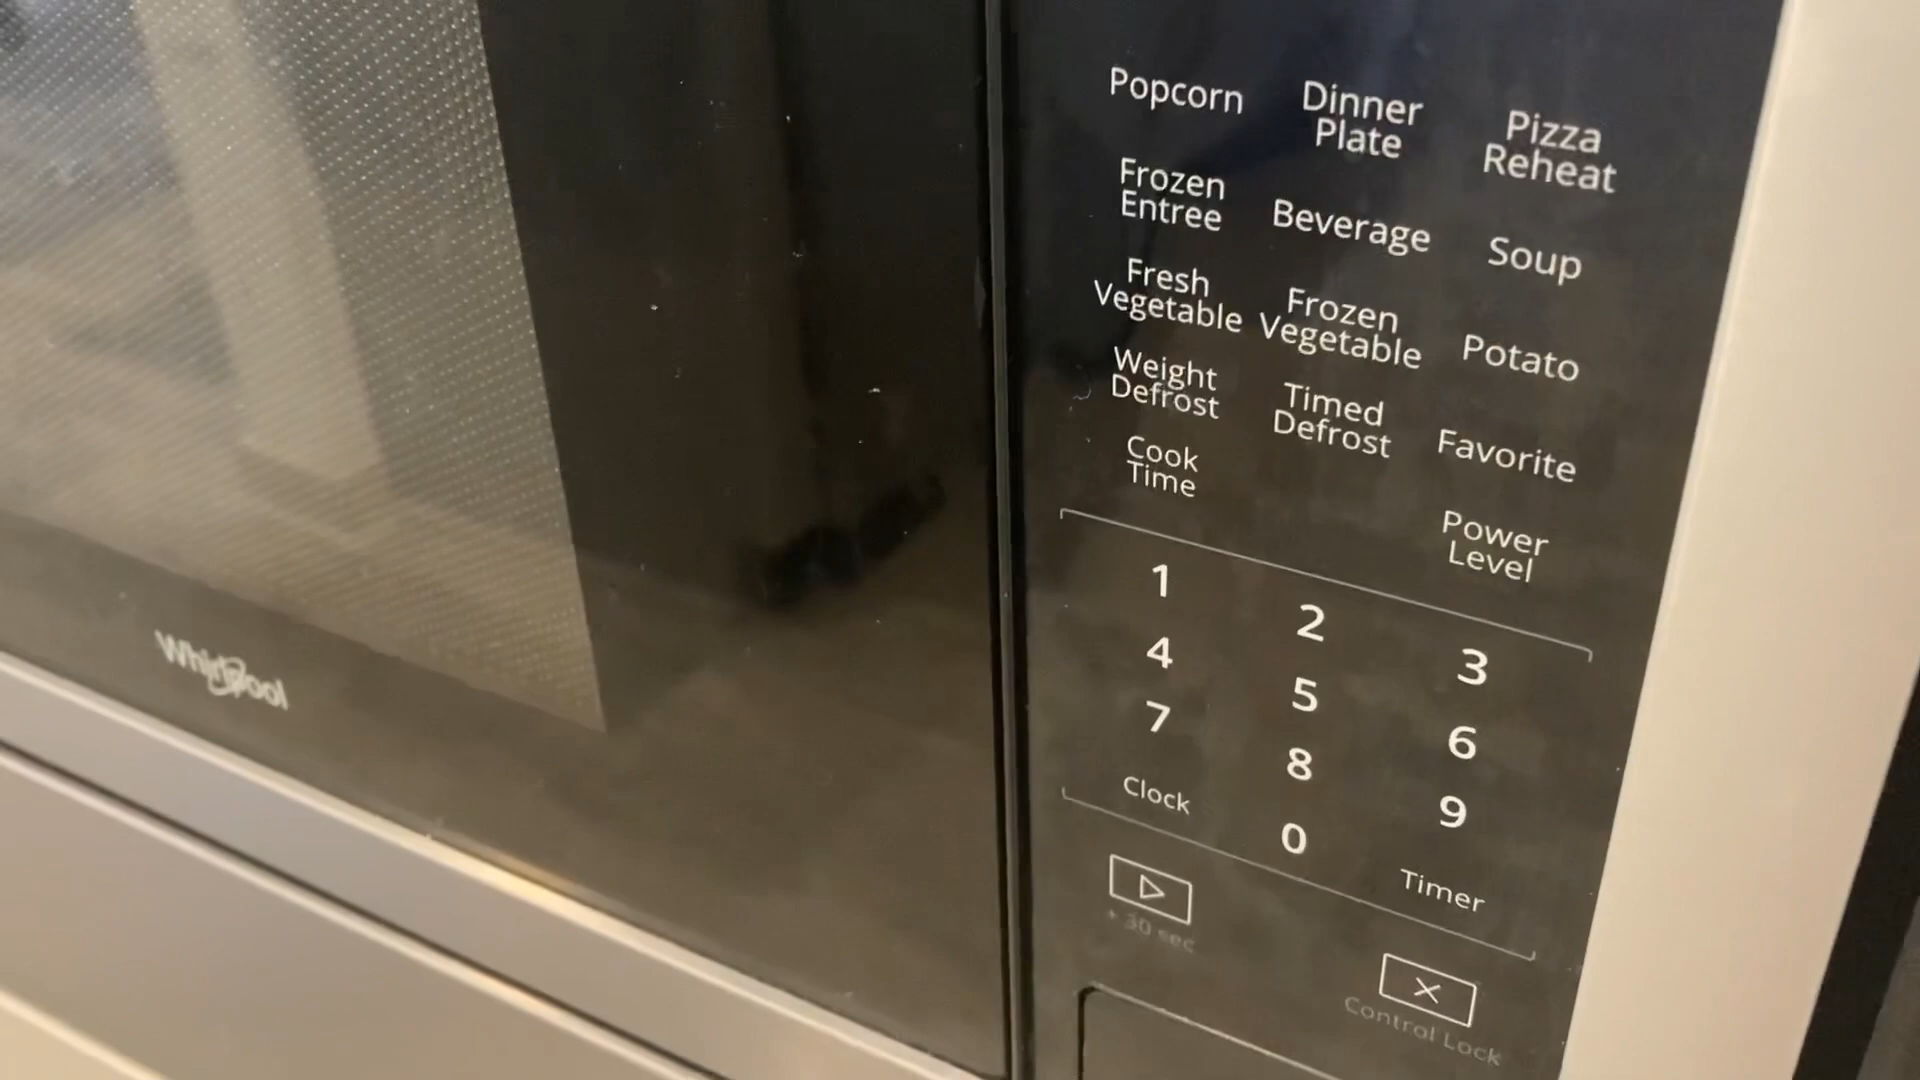 Popcorn
Dinner
Plate
Pizza
Reheat
Frozen
Entree
Beverage
Soup
Fresh
Vegetable
Frozen
Vegetable
Potato
Weight
Defrost
Timed
Defrost
Favorite
Cook
Time
Power
Level
1
2
3
4
5
6
7
8
9
Clock
0
Timer
+ 30 sec
Control Lock
Whirlpool